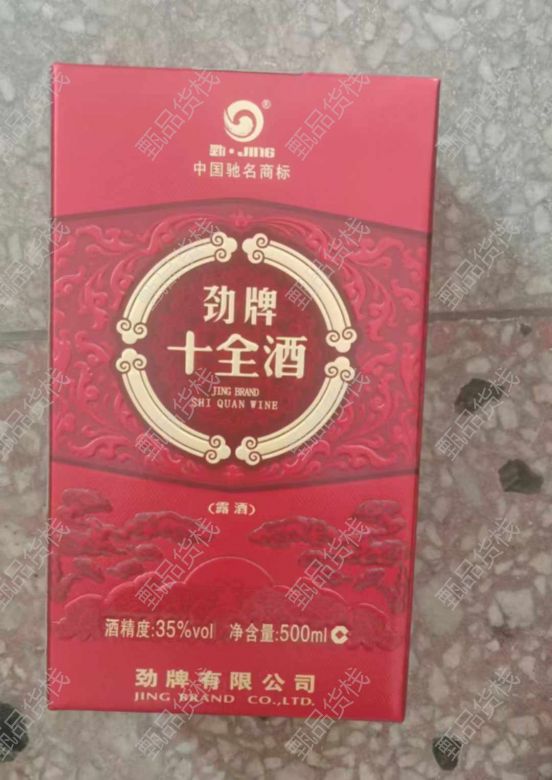 ®
劲·JING
中国驰名商标
劲牌
十全酒
JING BRAND
SHI QUAN WINE
(露酒)
酒精度:35%vol 净含量:500ml
劲牌有限公司
JING BRAND CO.,LTD.
甄品货栈